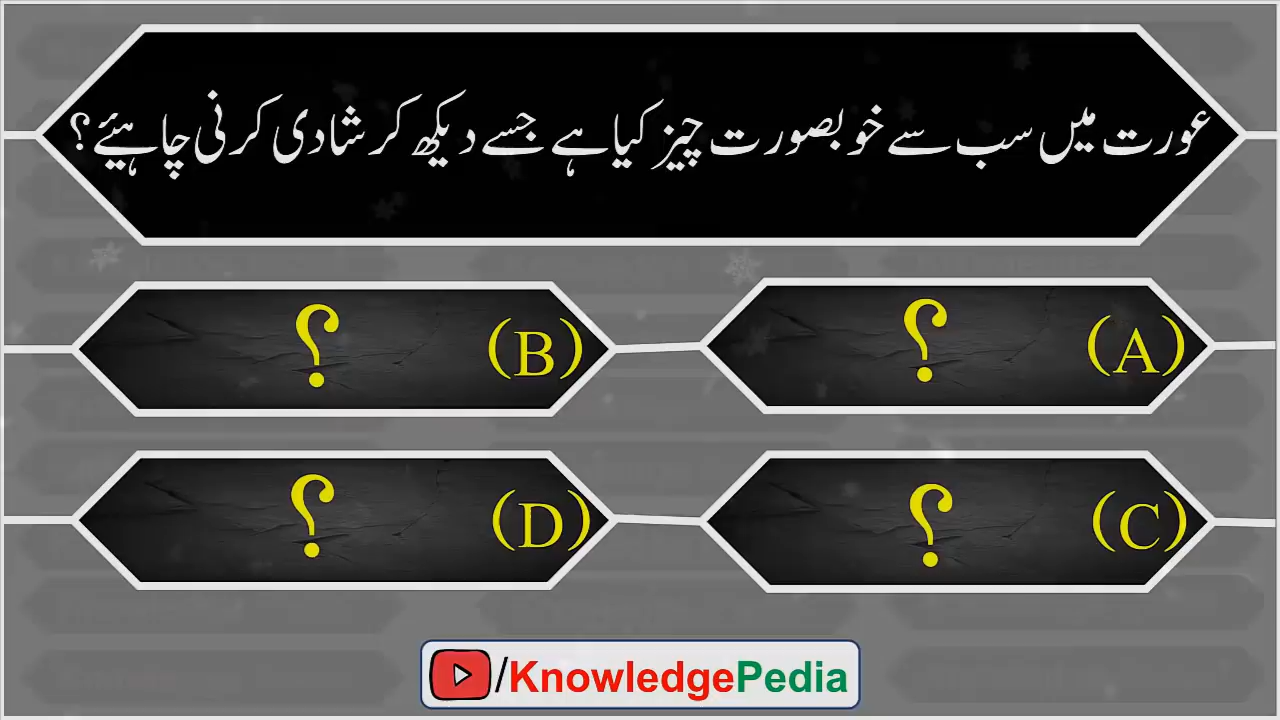 عورت میں سب سے خوبصورت چیز کیا ہے جسے دیکھ کر شادی کرنی چاہیئے؟
(A) ؟
(B) ؟
(C) ؟
(D) ؟
/KnowledgePedia